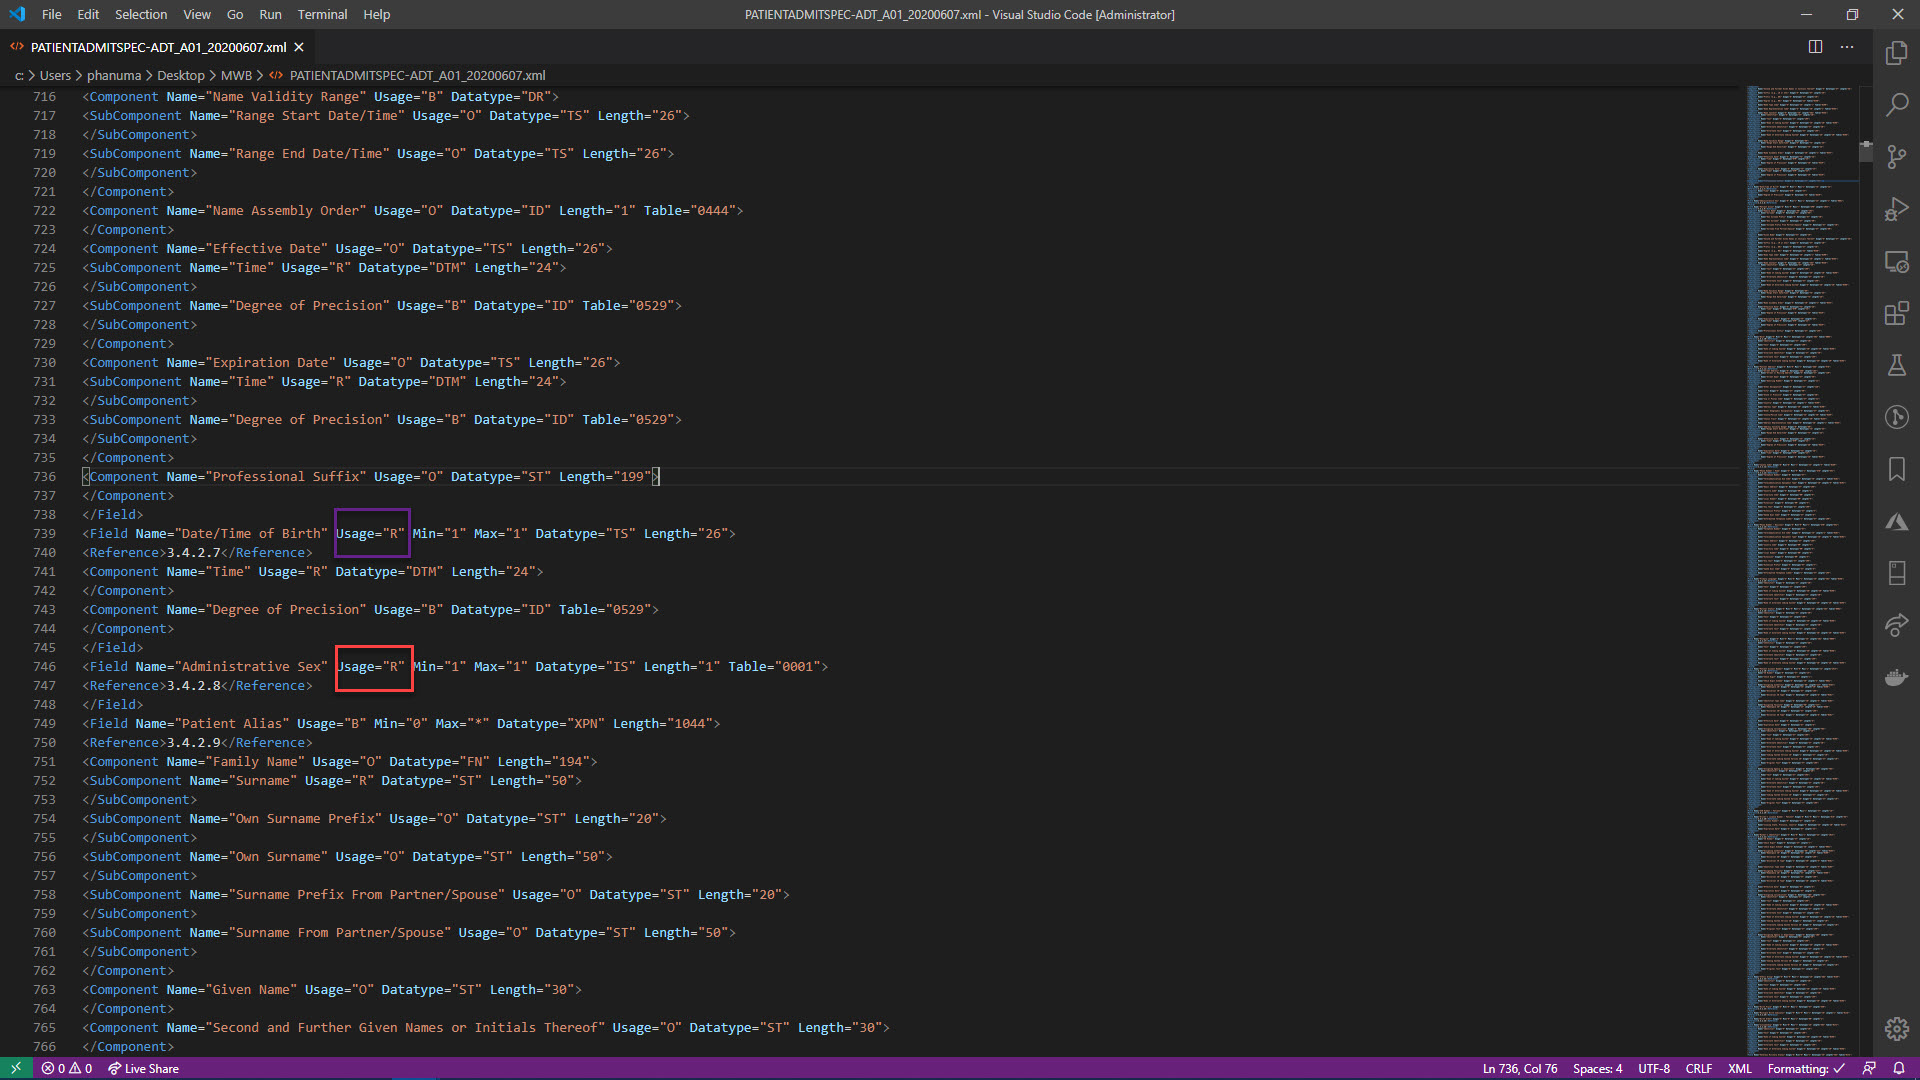 File Edit Selection View Go Run Terminal Help
PATIENTADMITSPEC-ADT_A01_20200607.xml - Visual Studio Code [Administrator]
PATIENTADMITSPEC-ADT_A01_20200607.xml
c: > Users > phanuma > Desktop > MWB > PATIENTADMITSPEC-ADT_A01_20200607.xml
716 <Component Name="Name Validity Range" Usage="B" Datatype="DR">
717 <SubComponent Name="Range Start Date/Time" Usage="O" Datatype="TS" Length="26">
718 </SubComponent>
719 <SubComponent Name="Range End Date/Time" Usage="O" Datatype="TS" Length="26">
720 </SubComponent>
721 </Component>
722 <Component Name="Name Assembly Order" Usage="O" Datatype="ID" Length="1" Table="0444">
723 </Component>
724 <Component Name="Effective Date" Usage="O" Datatype="TS" Length="26">
725 <SubComponent Name="Time" Usage="R" Datatype="DTM" Length="24">
726 </SubComponent>
727 <SubComponent Name="Degree of Precision" Usage="B" Datatype="ID" Table="0529">
728 </SubComponent>
729 </Component>
730 <Component Name="Expiration Date" Usage="O" Datatype="TS" Length="26">
731 <SubComponent Name="Time" Usage="R" Datatype="DTM" Length="24">
732 </SubComponent>
733 <SubComponent Name="Degree of Precision" Usage="B" Datatype="ID" Table="0529">
734 </SubComponent>
735 </Component>
736 <Component Name="Professional Suffix" Usage="O" Datatype="ST" Length="199">
737 </Component>
738 </Field>
739 <Field Name="Date/Time of Birth" Usage="R" Min="1" Max="1" Datatype="TS" Length="26">
740 <Reference>3.4.2.7</Reference>
741 <Component Name="Time" Usage="R" Datatype="DTM" Length="24">
742 </Component>
743 <Component Name="Degree of Precision" Usage="B" Datatype="ID" Table="0529">
744 </Component>
745 </Field>
746 <Field Name="Administrative Sex" Usage="R" Min="1" Max="1" Datatype="IS" Length="1" Table="0001">
747 <Reference>3.4.2.8</Reference>
748 </Field>
749 <Field Name="Patient Alias" Usage="B" Min="0" Max="*" Datatype="XPN" Length="1044">
750 <Reference>3.4.2.9</Reference>
751 <Component Name="Family Name" Usage="O" Datatype="FN" Length="194">
752 <SubComponent Name="Surname" Usage="R" Datatype="ST" Length="50">
753 </SubComponent>
754 <SubComponent Name="Own Surname Prefix" Usage="O" Datatype="ST" Length="20">
755 </SubComponent>
756 <SubComponent Name="Own Surname" Usage="O" Datatype="ST" Length="50">
757 </SubComponent>
758 <SubComponent Name="Surname Prefix From Partner/Spouse" Usage="O" Datatype="ST" Length="20">
759 </SubComponent>
760 <SubComponent Name="Surname From Partner/Spouse" Usage="O" Datatype="ST" Length="50">
761 </SubComponent>
762 </Component>
763 <Component Name="Given Name" Usage="O" Datatype="ST" Length="30">
764 </Component>
765 <Component Name="Second and Further Given Names or Initials Thereof" Usage="O" Datatype="ST" Length="30">
766 </Component>
0 0 Live Share Ln 736, Col 76 Spaces: 4 UTF-8 CRLF XML Formatting: ✓